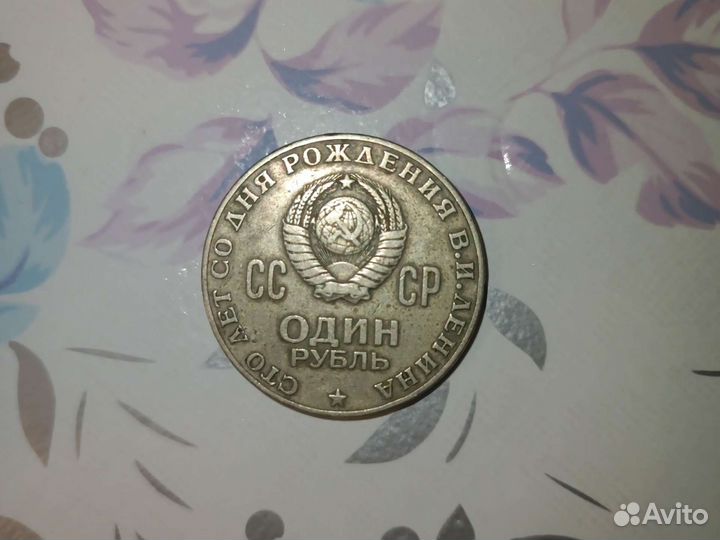 СТО ЛЕТ СО ДНЯ РОЖДЕНИЯ В.И.ЛЕНИНА
СС СР
ОДИН
РУБЛЬ
Avito